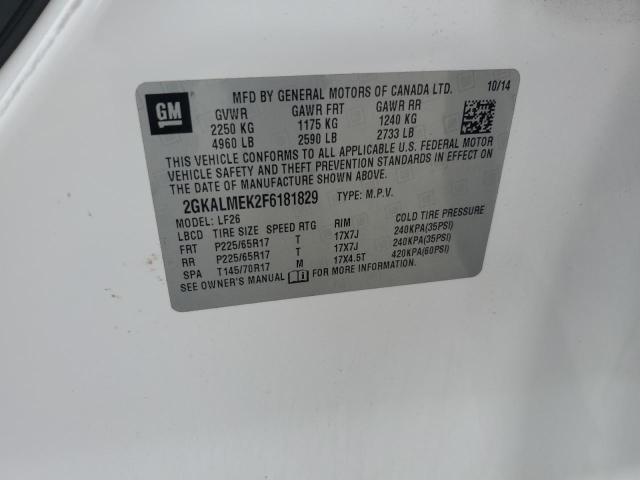 MFD BY GENERAL MOTORS OF CANADA LTD. 10/14
GM
GVWR GAWR FRT GAWR RR
2250 KG 1175 KG 1240 KG
4960 LB 2590 LB 2733 LB
THIS VEHICLE CONFORMS TO ALL APPLICABLE U.S. FEDERAL MOTOR
VEHICLE SAFETY AND THEFT PREVENTION STANDARDS IN EFFECT ON
THE DATE OF MANUFACTURE SHOWN ABOVE.
2GKALMEK2F6181829 TYPE: M.P.V.
MODEL: LF26
LBCD TIRE SIZE SPEED RTG RIM COLD TIRE PRESSURE
FRT P225/65R17 T 17X7J 240KPA(35PSI)
RR P225/65R17 T 17X7J 240KPA(35PSI)
SPA T145/70R17 M 17X4.5T 420KPA(60PSI)
SEE OWNER'S MANUAL FOR MORE INFORMATION.